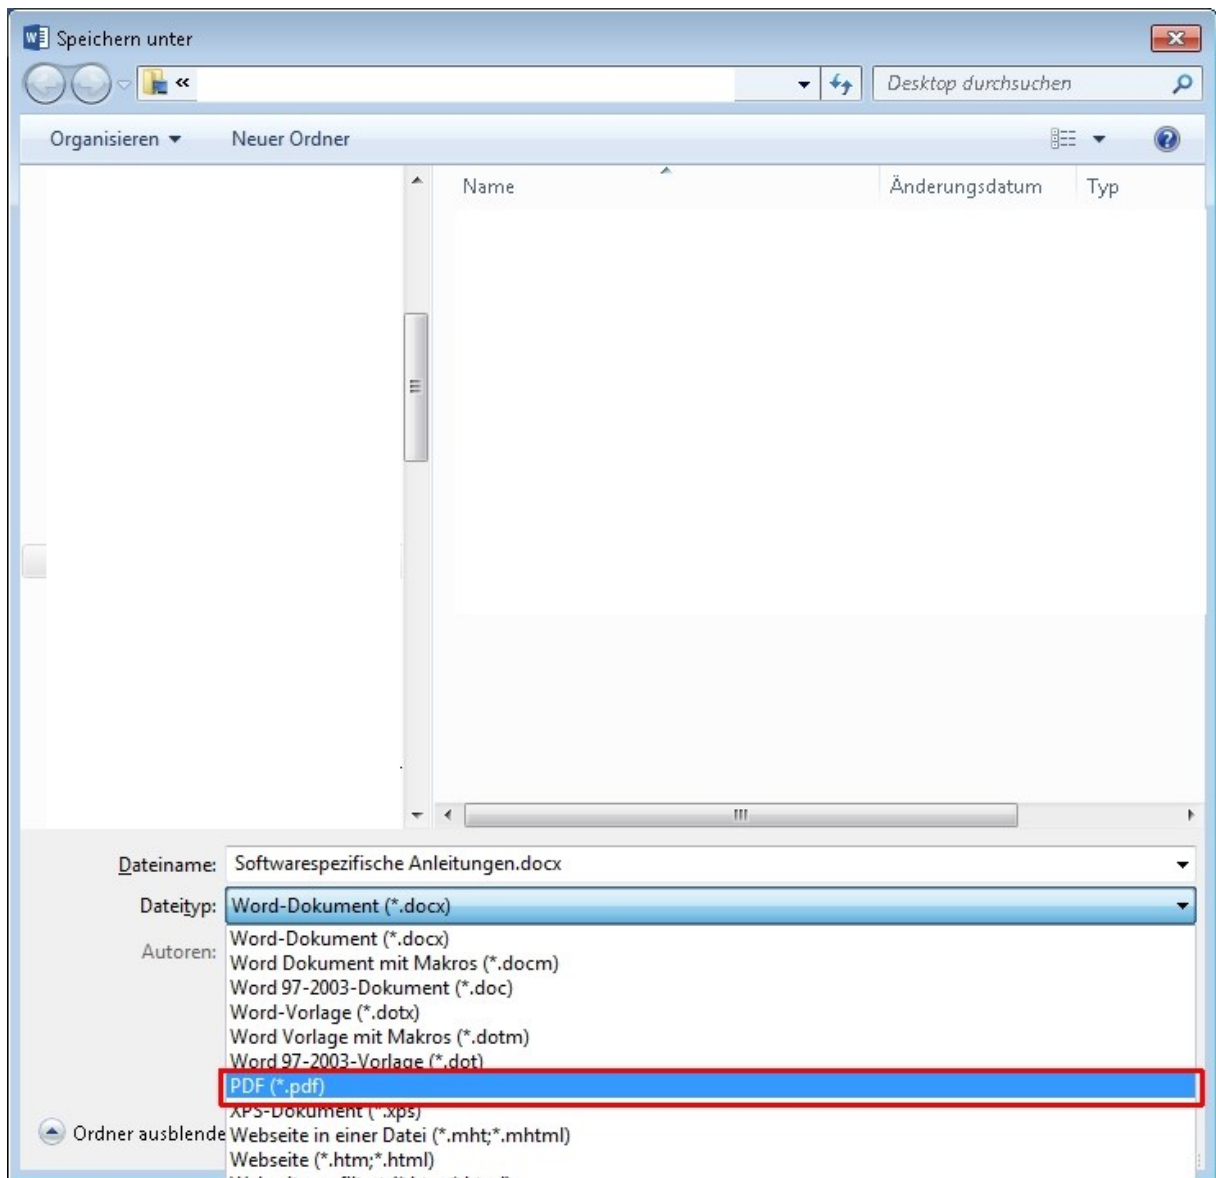 Speichern unter
«
Desktop durchsuchen
Organisieren
Neuer Ordner
Name
Änderungsdatum
Typ
Dateiname: Softwarespezifische Anleitungen.docx
Dateityp: Word-Dokument (*.docx)
Autoren:
Word-Dokument (*.docx)
Word Dokument mit Makros (*.docm)
Word 97-2003-Dokument (*.doc)
Word-Vorlage (*.dotx)
Word Vorlage mit Makros (*.dotm)
Word 97-2003-Vorlage (*.dot)
PDF (*.pdf)
XPS-Dokument (*.xps)
Ordner ausblende
Webseite in einer Datei (*.mht;*.mhtml)
Webseite (*.htm;*.html)